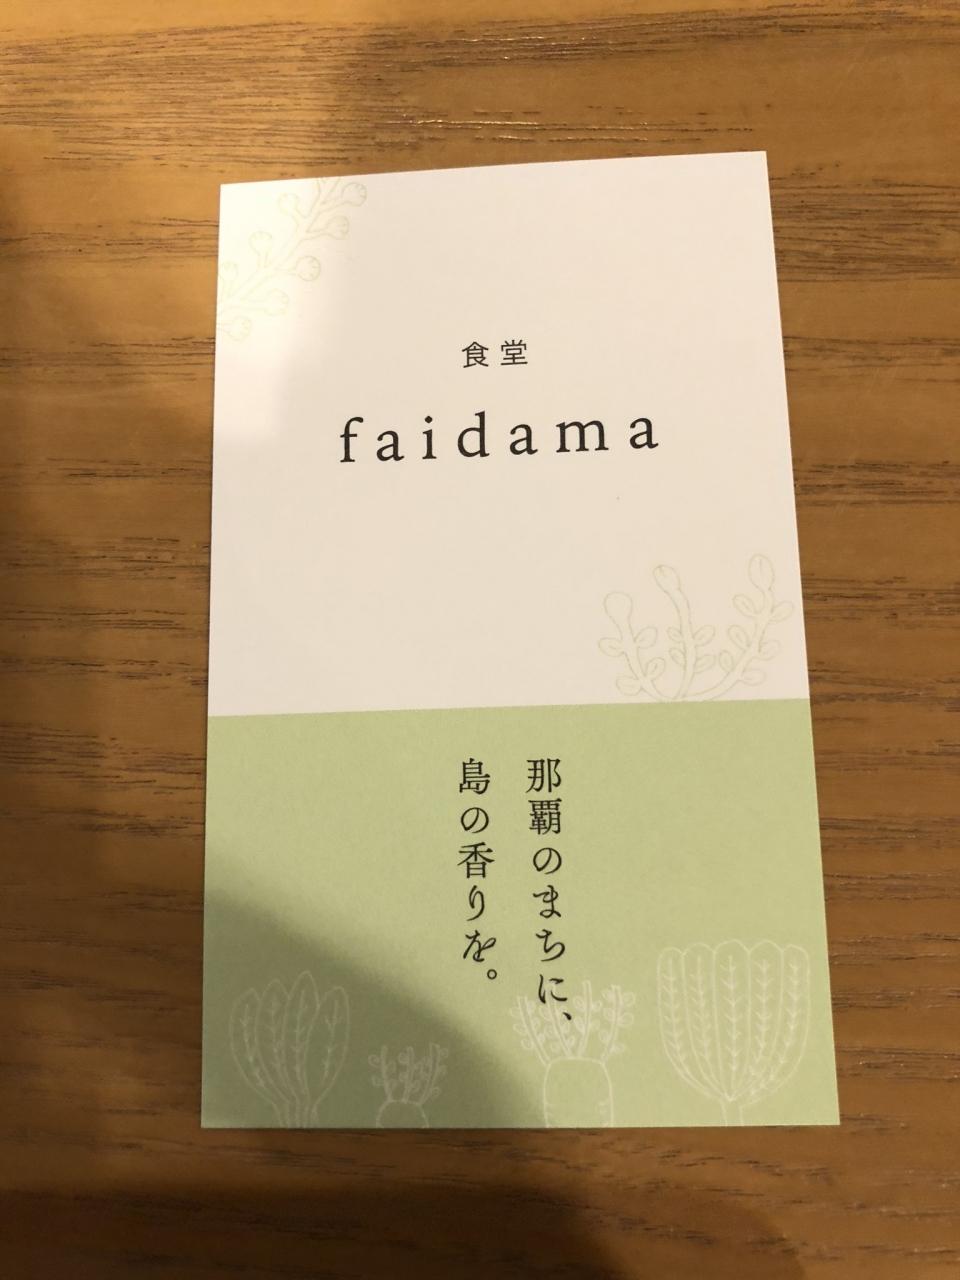 食堂
faidama
那覇のまちに、
島の香りを。